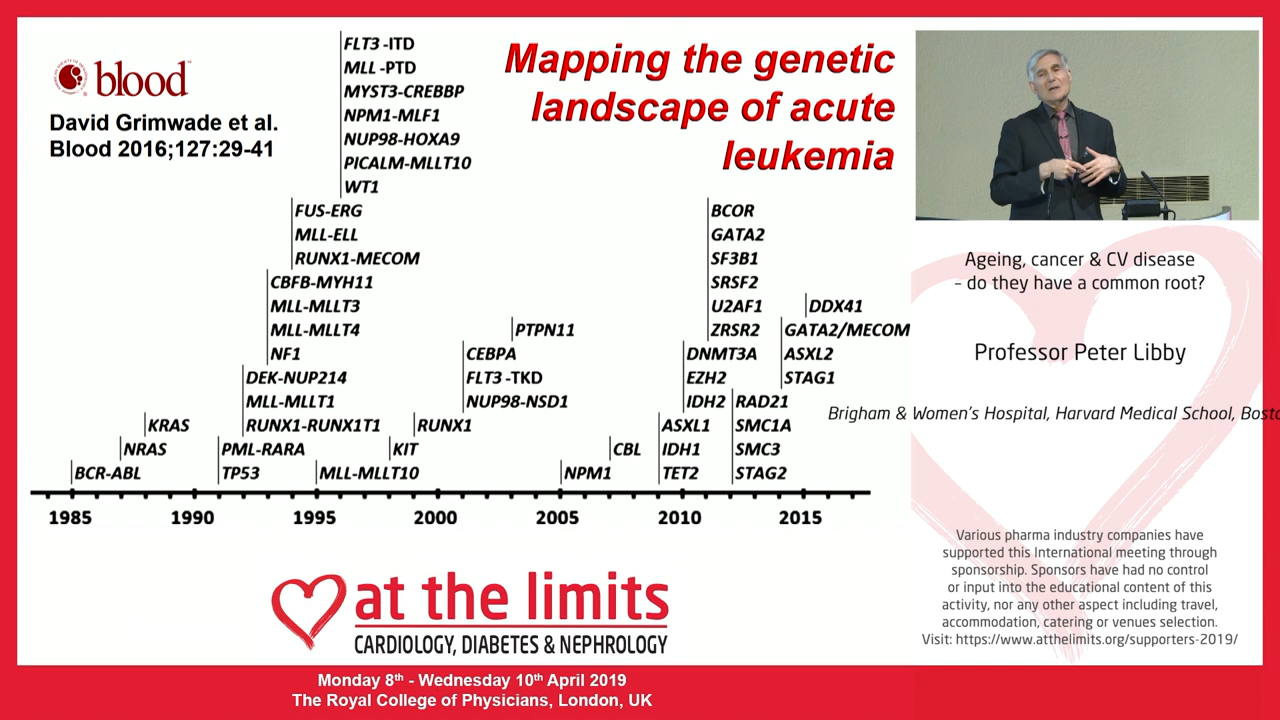 blood
David Grimwade et al.
Blood 2016;127:29-41
Mapping the genetic
landscape of acute
leukemia
FLT3 -ITD
MLL -PTD
MYST3-CREBBP
NPM1-MLF1
NUP98-HOXA9
PICALM-MLLT10
WT1
FUS-ERG
MLL-ELL
RUNX1-MECOM
CBFB-MYH11
MLL-MLLT3
MLL-MLLT4
NF1
DEK-NUP214
MLL-MLLT1
RUNX1-RUNX1T1
KRAS
NRAS
BCR-ABL
PML-RARA
TP53
MLL-MLLT10
RUNX1
KIT
PTPN11
CEBPA
FLT3 -TKD
NUP98-NSD1
NPM1
CBL
BCOR
GATA2
SF3B1
SRSF2
U2AF1
ZRSR2
DNMT3A
EZH2
IDH2
ASXL1
IDH1
TET2
RAD21
SMC1A
SMC3
STAG2
DDX41
GATA2/MECOM
ASXL2
STAG1
1985 1990 1995 2000 2005 2010 2015
at the limits
CARDIOLOGY, DIABETES & NEPHROLOGY
Monday 8th - Wednesday 10th April 2019
The Royal College of Physicians, London, UK
Ageing, cancer & CV disease
– do they have a common root?
Professor Peter Libby
Brigham & Women's Hospital, Harvard Medical School, Bosto
Various pharma industry companies have
supported this International meeting through
sponsorship. Sponsors have had no control
or input into the educational content of this
activity, nor any other aspect including travel,
accommodation, catering or venues selection.
Visit: https://www.atthelimits.org/supporters-2019/